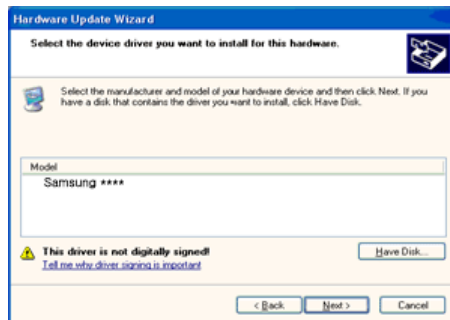 Hardware Update Wizard
Select the device driver you want to install for this hardware.
Select the manufacturer and model of your hardware device and then click Next. If you
have a disk that contains the driver you want to install, click Have Disk.
Model
Samsung ****
This driver is not digitally signed!
Have Disk...
Tell me why driver signing is important
< Back
Next >
Cancel